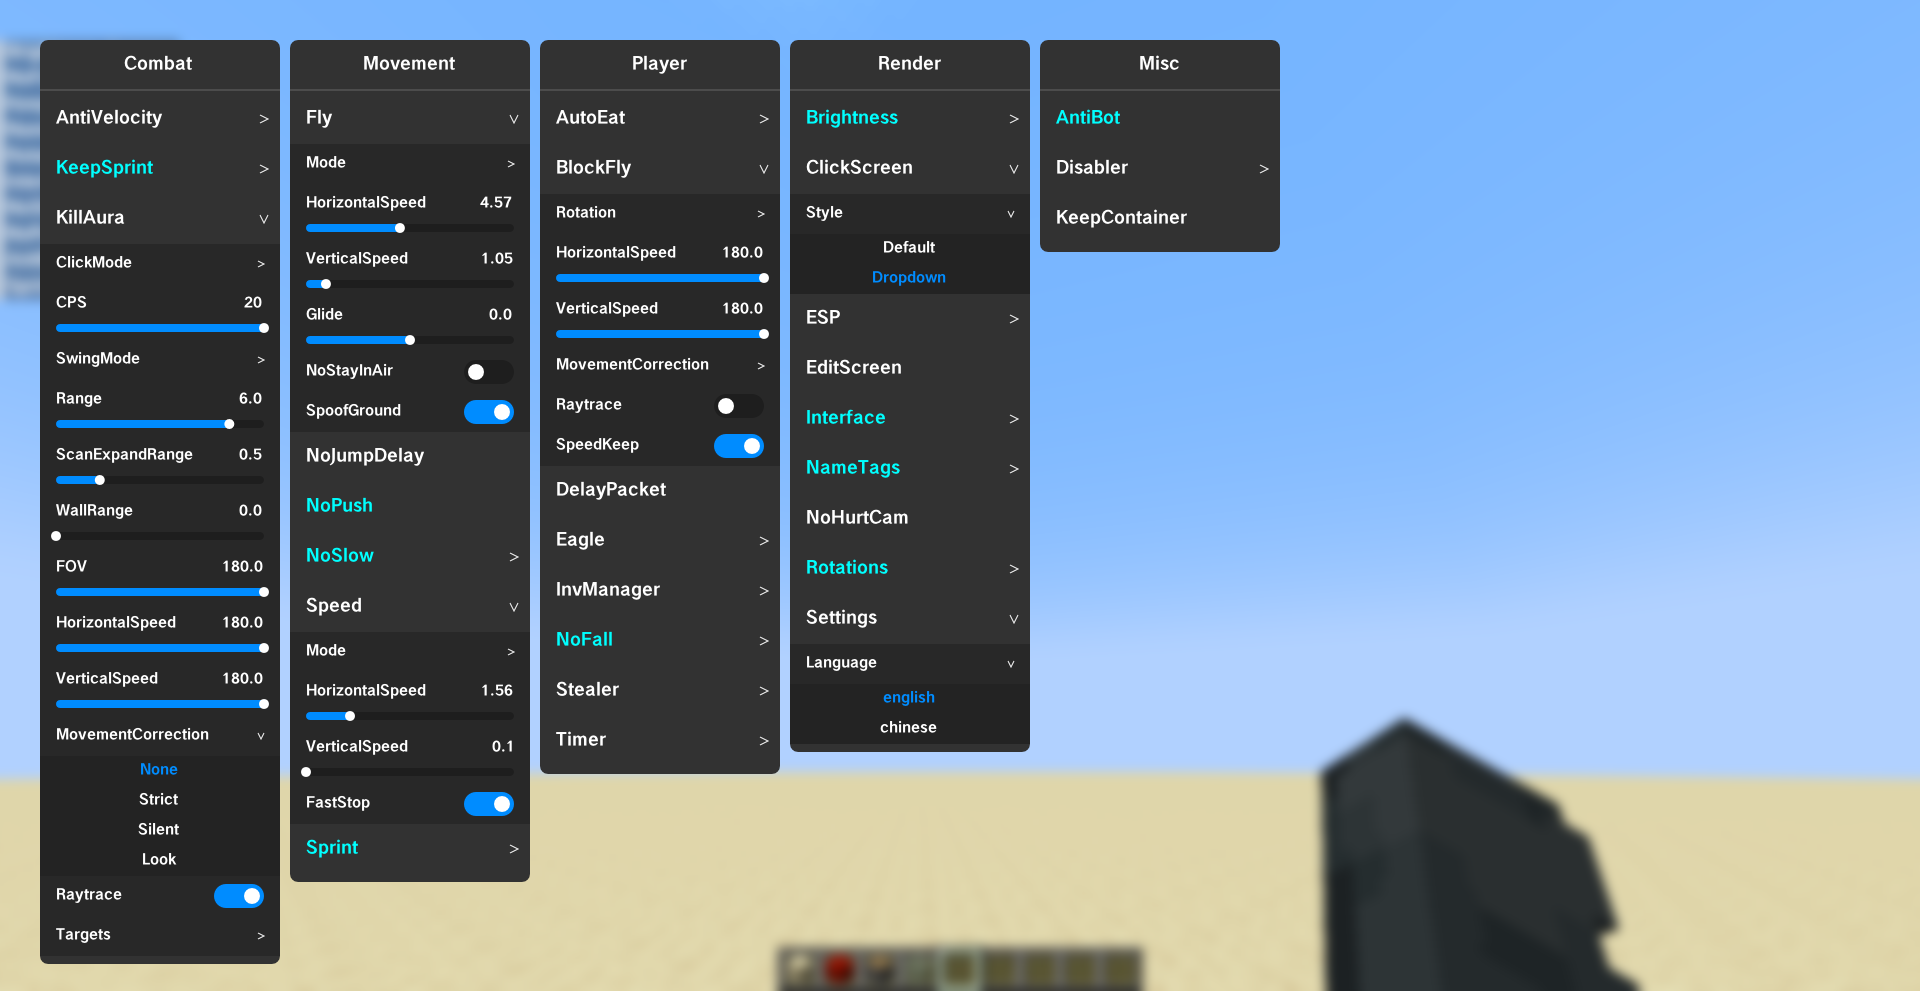 Combat
AntiVelocity >
KeepSprint >
KillAura v
ClickMode >
CPS 20
SwingMode >
Range 6.0
ScanExpandRange 0.5
WallRange 0.0
FOV 180.0
HorizontalSpeed 180.0
VerticalSpeed 180.0
MovementCorrection v
None
Strict
Silent
Look
Raytrace
Targets >
Movement
Fly v
Mode >
HorizontalSpeed 4.57
VerticalSpeed 1.05
Glide 0.0
NoStayInAir
SpoofGround
NoJumpDelay
NoPush
NoSlow >
Speed v
Mode >
HorizontalSpeed 1.56
VerticalSpeed 0.1
FastStop
Sprint >
Player
AutoEat >
BlockFly v
Rotation >
HorizontalSpeed 180.0
VerticalSpeed 180.0
MovementCorrection >
Raytrace
SpeedKeep
DelayPacket
Eagle >
InvManager >
NoFall >
Stealer >
Timer >
Render
Brightness >
ClickScreen v
Style v
Default
Dropdown
ESP >
EditScreen
Interface >
NameTags >
NoHurtCam
Rotations >
Settings v
Language v
english
chinese
Misc
AntiBot
Disabler >
KeepContainer